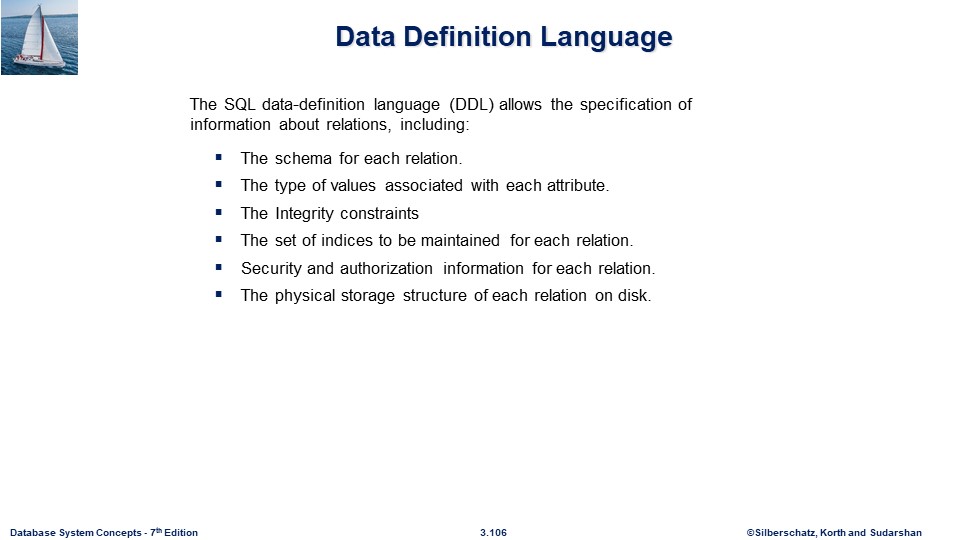 Data Definition Language
The SQL data-definition language (DDL) allows the specification of
information about relations, including:
▪ The schema for each relation.
▪ The type of values associated with each attribute.
▪ The Integrity constraints
▪ The set of indices to be maintained for each relation.
▪ Security and authorization information for each relation.
▪ The physical storage structure of each relation on disk.
Database System Concepts - 7th Edition
3.106
©Silberschatz, Korth and Sudarshan